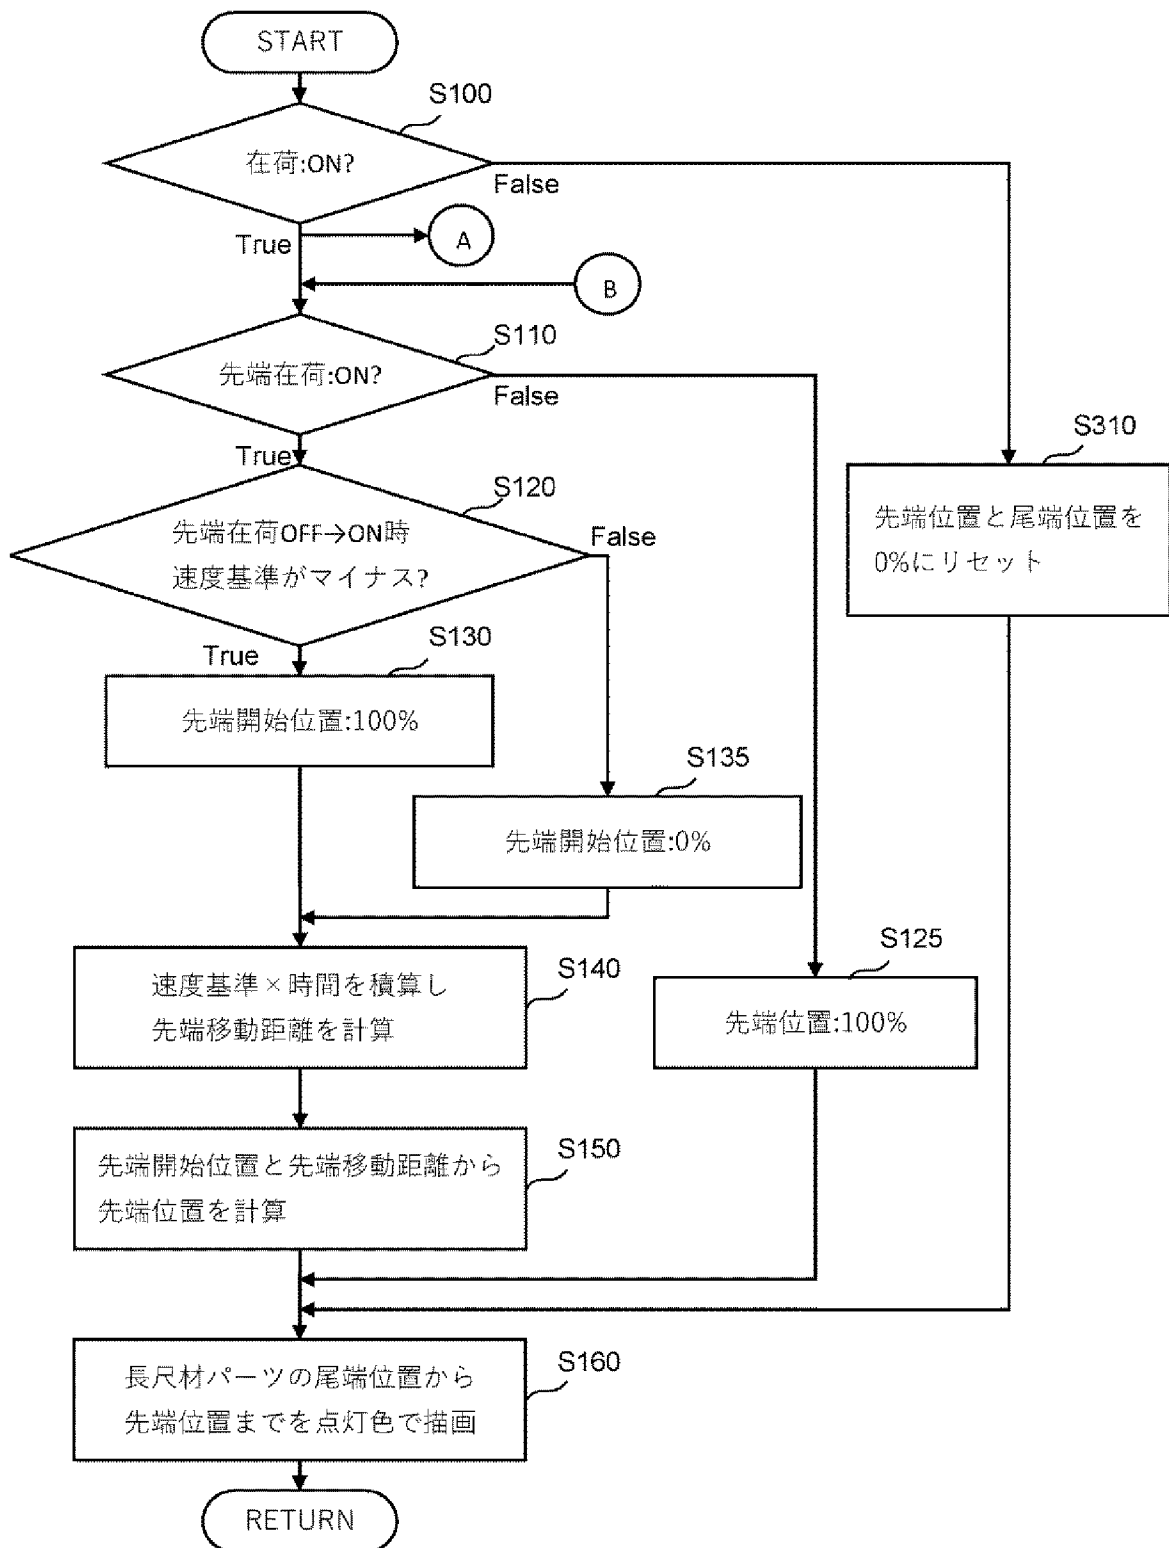 START
S100
在荷:ON?
False
True
A
B
S110
先端在荷:ON?
False
True
S310
先端位置と尾端位置を
0%にリセット
S120
先端在荷OFF→ON時
速度基準がマイナス?
False
True
S130
先端開始位置:100%
S135
先端開始位置:0%
S140
速度基準×時間を積算し
先端移動距離を計算
S125
先端位置:100%
S150
先端開始位置と先端移動距離から
先端位置を計算
S160
長尺材パーツの尾端位置から
先端位置までを点灯色で描画
RETURN